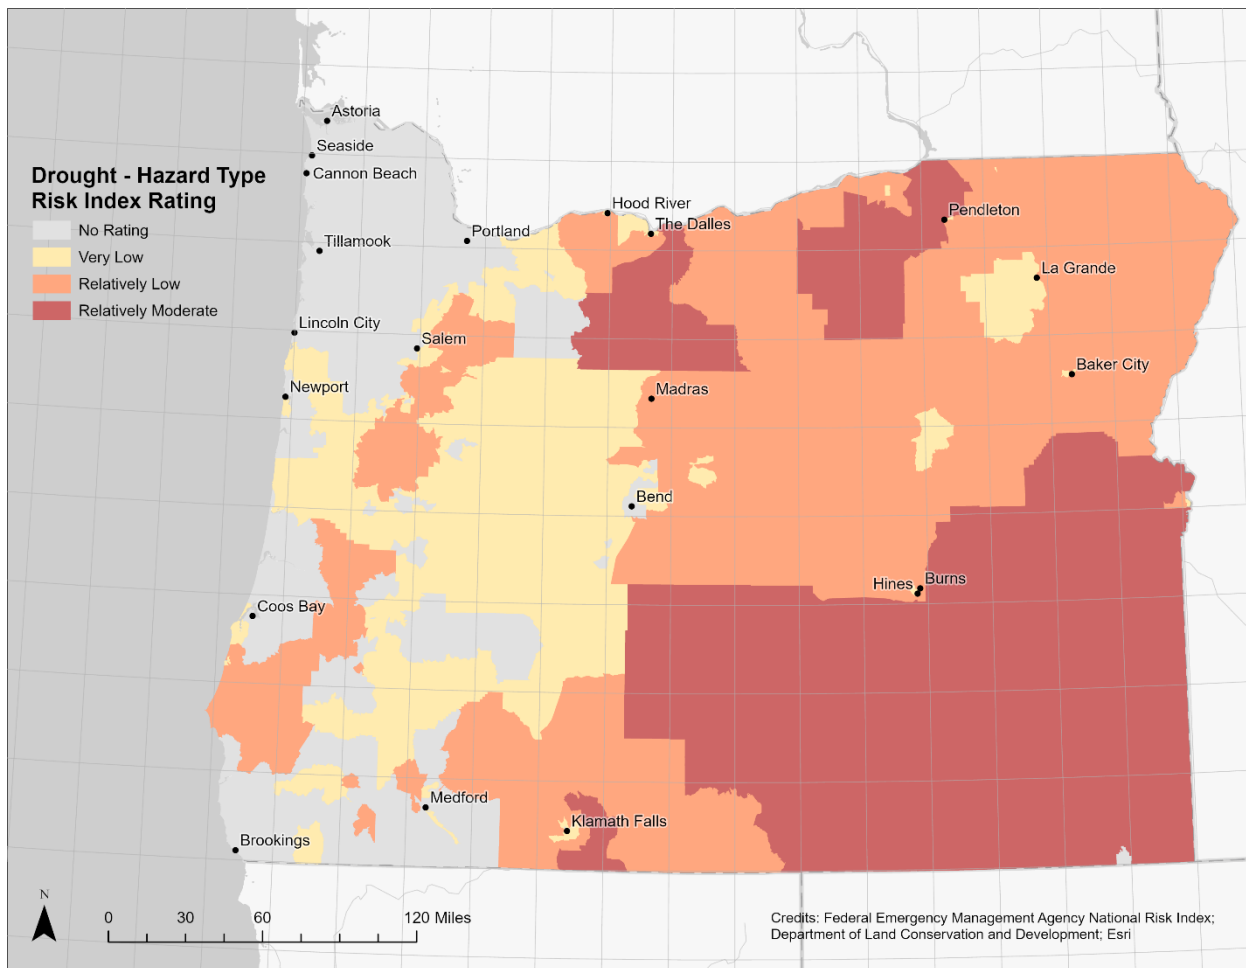 Astoria
Seaside
Cannon Beach
Drought - Hazard Type
Risk Index Rating
No Rating
Very Low
Relatively Low
Relatively Moderate
Hood River
The Dalles
Pendleton
Portland
Tillamook
La Grande
Lincoln City
Salem
Baker City
Newport
Madras
Bend
Hines
Burns
Coos Bay
Medford
Klamath Falls
Brookings
N
0 30 60 120 Miles
Credits: Federal Emergency Management Agency National Risk Index;
Department of Land Conservation and Development; Esri